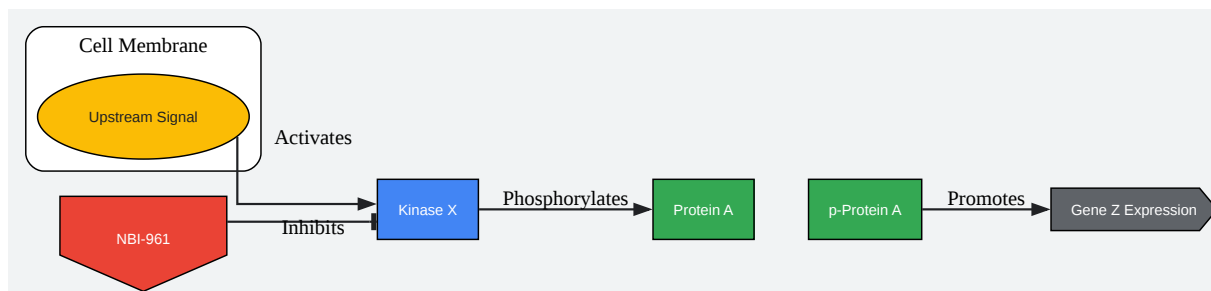 Cell Membrane
Upstream Signal
Activates
NBI-961
Inhibits
Kinase X
Phosphorylates
Protein A
p-Protein A
Promotes
Gene Z Expression